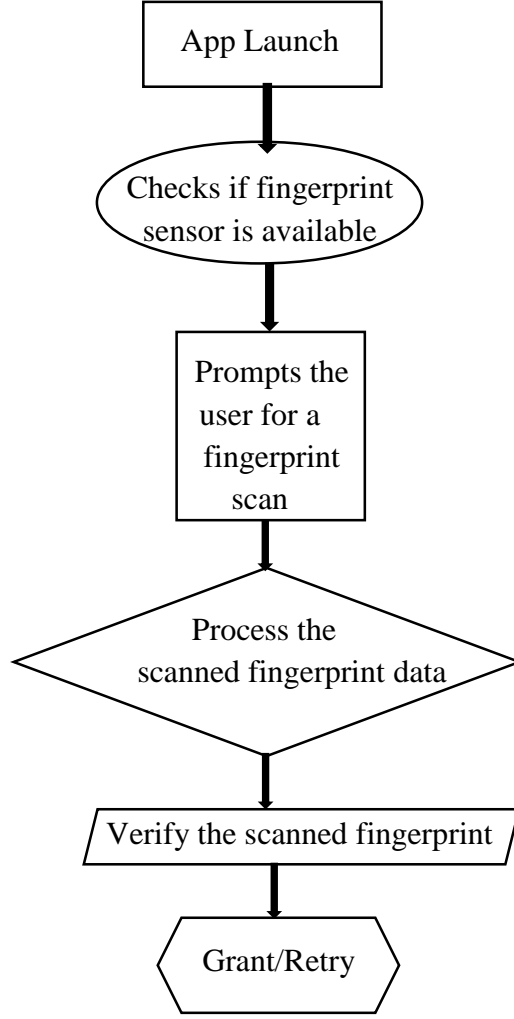 App Launch
Checks if fingerprint
sensor is available
Prompts the
user for a
fingerprint
scan
Process the
scanned fingerprint data
Verify the scanned fingerprint
Grant/Retry